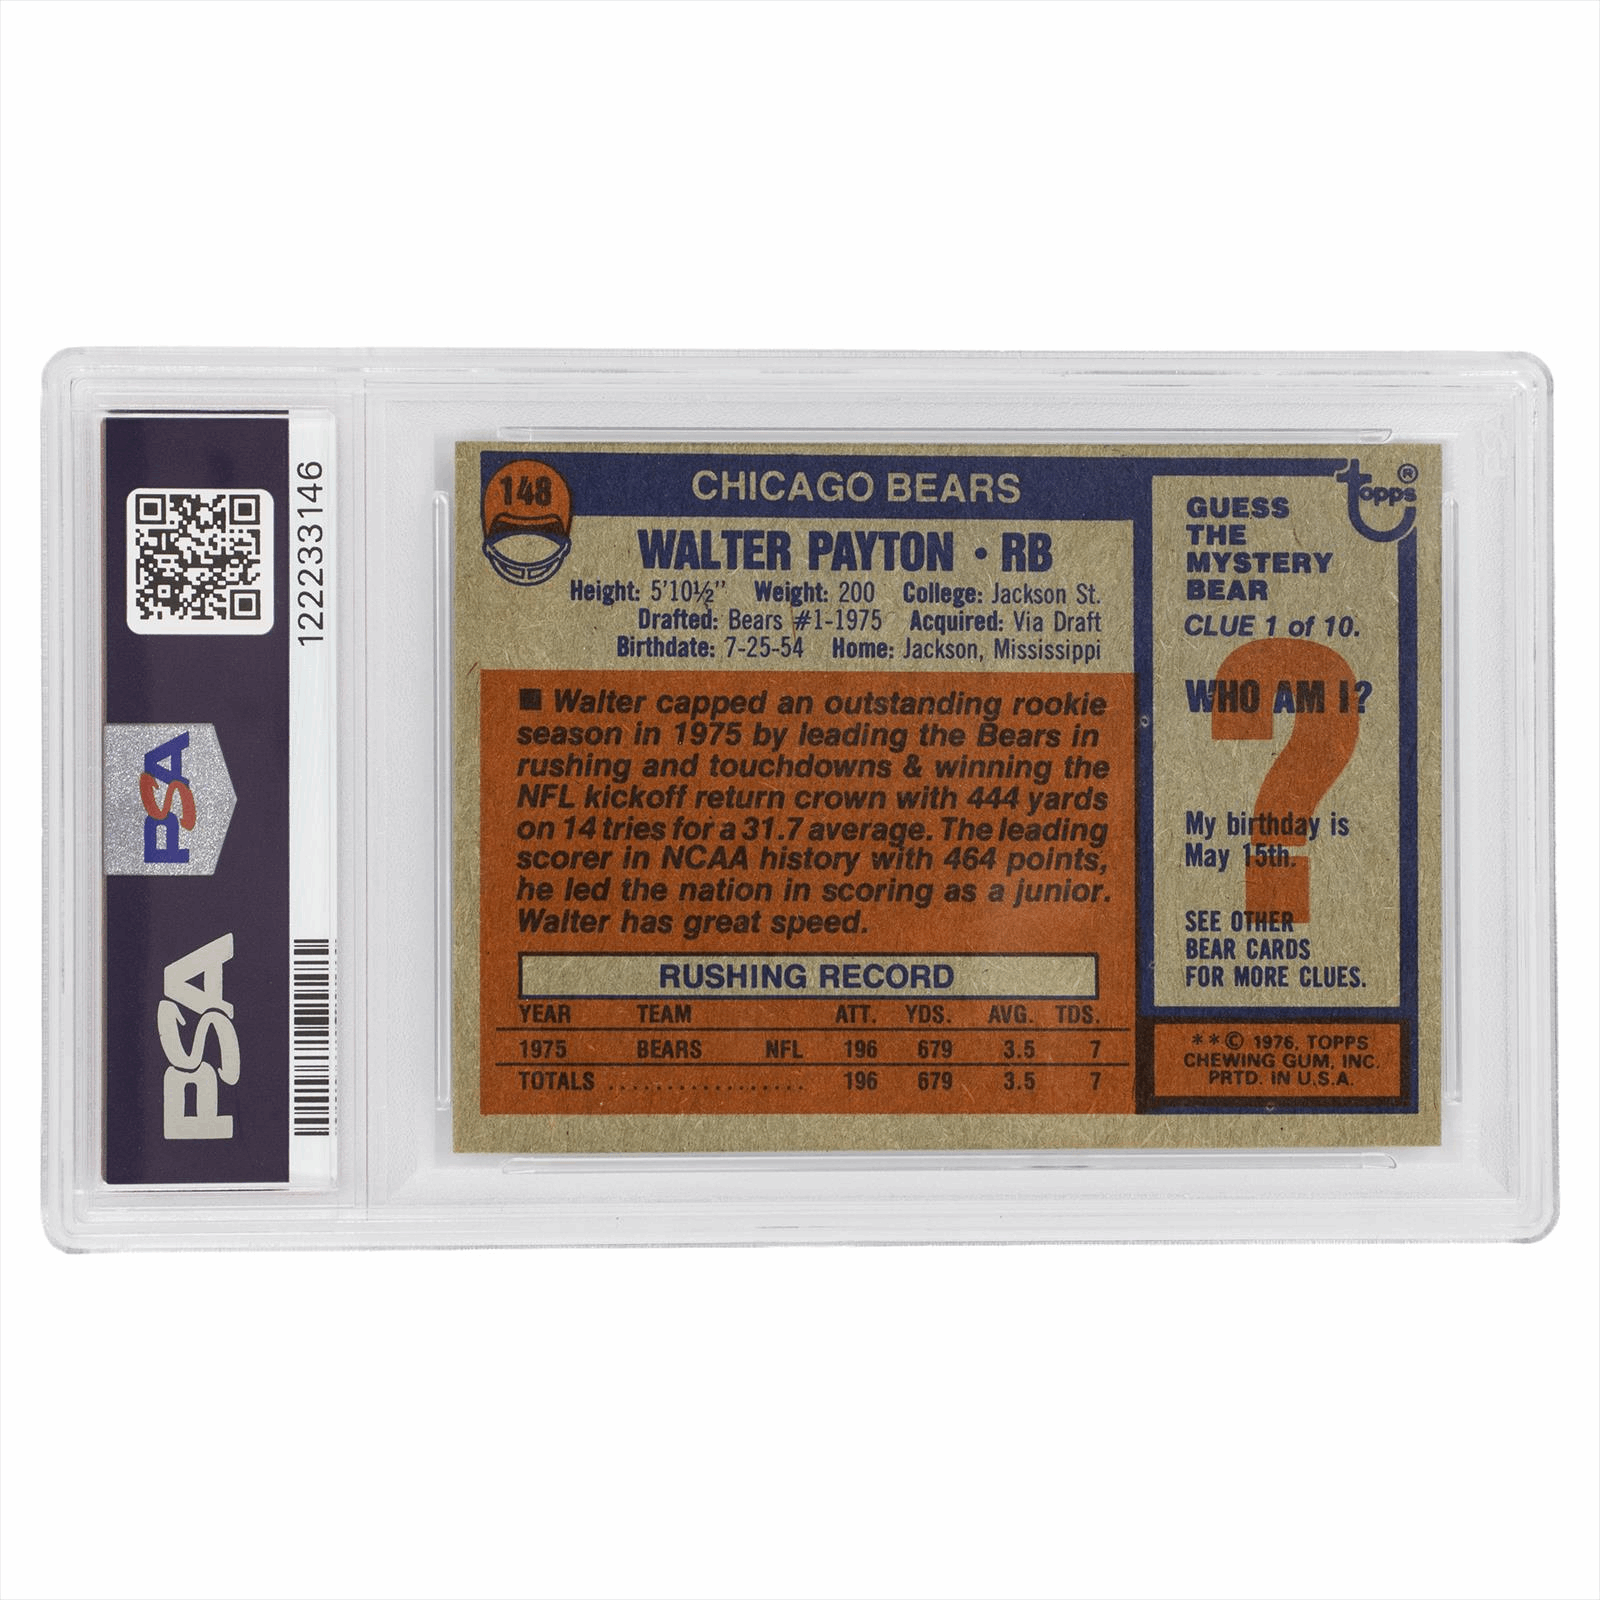 122233146
PSA
PSA
148
CHICAGO BEARS
WALTER PAYTON • RB
Height: 5'10½" Weight: 200 College: Jackson St.
Drafted: Bears #1-1975 Acquired: Via Draft
Birthdate: 7-25-54 Home: Jackson, Mississippi
■ Walter capped an outstanding rookie
season in 1975 by leading the Bears in
rushing and touchdowns & winning the
NFL kickoff return crown with 444 yards
on 14 tries for a 31.7 average. The leading
scorer in NCAA history with 464 points,
he led the nation in scoring as a junior.
Walter has great speed.
RUSHING RECORD
YEAR TEAM ATT. YDS. AVG. TDS.
1975 BEARS NFL 196 679 3.5 7
TOTALS .................. 196 679 3.5 7
topps®
GUESS
THE
MYSTERY
BEAR
CLUE 1 of 10.
?
WHO AM I?
My birthday is
May 15th.
SEE OTHER
BEAR CARDS
FOR MORE CLUES.
**© 1976, TOPPS
CHEWING GUM, INC.
PRTD. IN U.S.A.